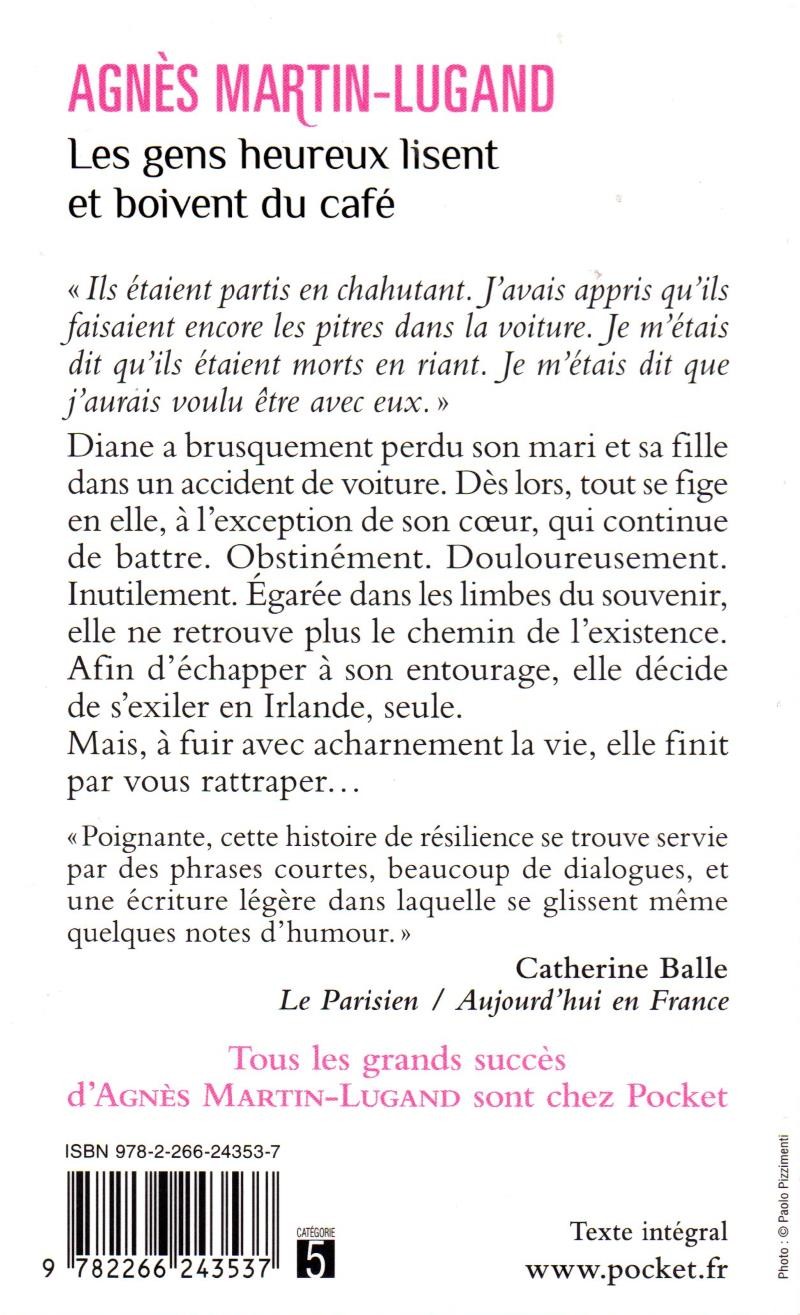 AGNÈS MARTIN-LUGAND
Les gens heureux lisent
et boivent du café
« Ils étaient partis en chahutant. J’avais appris qu’ils
faisaient encore les pitres dans la voiture. Je m’étais
dit qu’ils étaient morts en riant. Je m’étais dit que
j’aurais voulu être avec eux. »
Diane a brusquement perdu son mari et sa fille
dans un accident de voiture. Dès lors, tout se fige
en elle, à l’exception de son cœur, qui continue
de battre. Obstinément. Douloureusement.
Inutilement. Égarée dans les limbes du souvenir,
elle ne retrouve plus le chemin de l’existence.
Afin d’échapper à son entourage, elle décide
de s’exiler en Irlande, seule.
Mais, à fuir avec acharnement la vie, elle finit
par vous rattraper…
« Poignante, cette histoire de résilience se trouve servie
par des phrases courtes, beaucoup de dialogues, et
une écriture légère dans laquelle se glissent même
quelques notes d’humour. »
Catherine Balle
Le Parisien / Aujourd’hui en France
Tous les grands succès
d’AGNÈS MARTIN-LUGAND sont chez Pocket
ISBN 978-2-266-24353-7
9 782266 243537
CATÉGORIE
5
Texte intégral
www.pocket.fr
Photo : © Paolo Pizzimenti